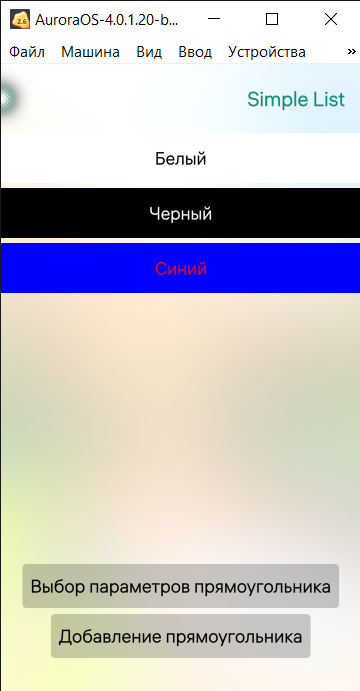 AuroraOS-4.0.1.20-b...
Файл Машина Вид Ввод Устройства »
Simple List
Белый
Черный
Синий
Выбор параметров прямоугольника
Добавление прямоугольника